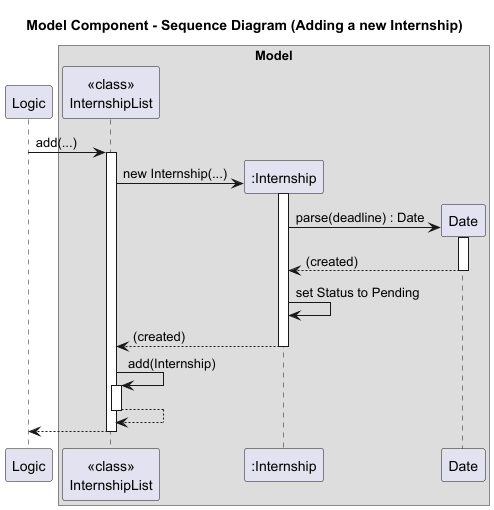 Model Component - Sequence Diagram (Adding a new Internship)
Model
«class»
InternshipList
Logic
add(...)
new Internship(...)
:Internship
parse(deadline) : Date
Date
(created)
set Status to Pending
(created)
add(Internship)
Logic
«class»
InternshipList
:Internship
Date